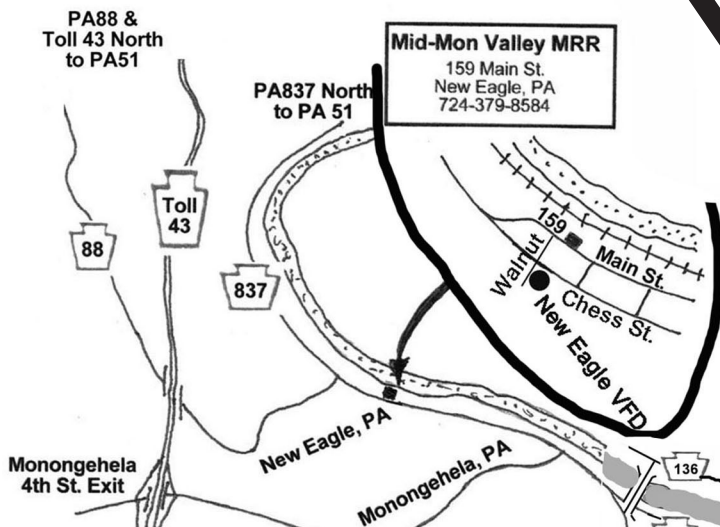 PA88 &
Toll 43 North
to PA51
PA837 North
to PA 51
Mid-Mon Valley MRR
159 Main St.
New Eagle, PA
724-379-8584
Toll
43
88
837
159
Main St.
Walnut
Chess St.
New Eagle VFD
New Eagle, PA
Monongehela, PA
Monongehela
4th St. Exit
136